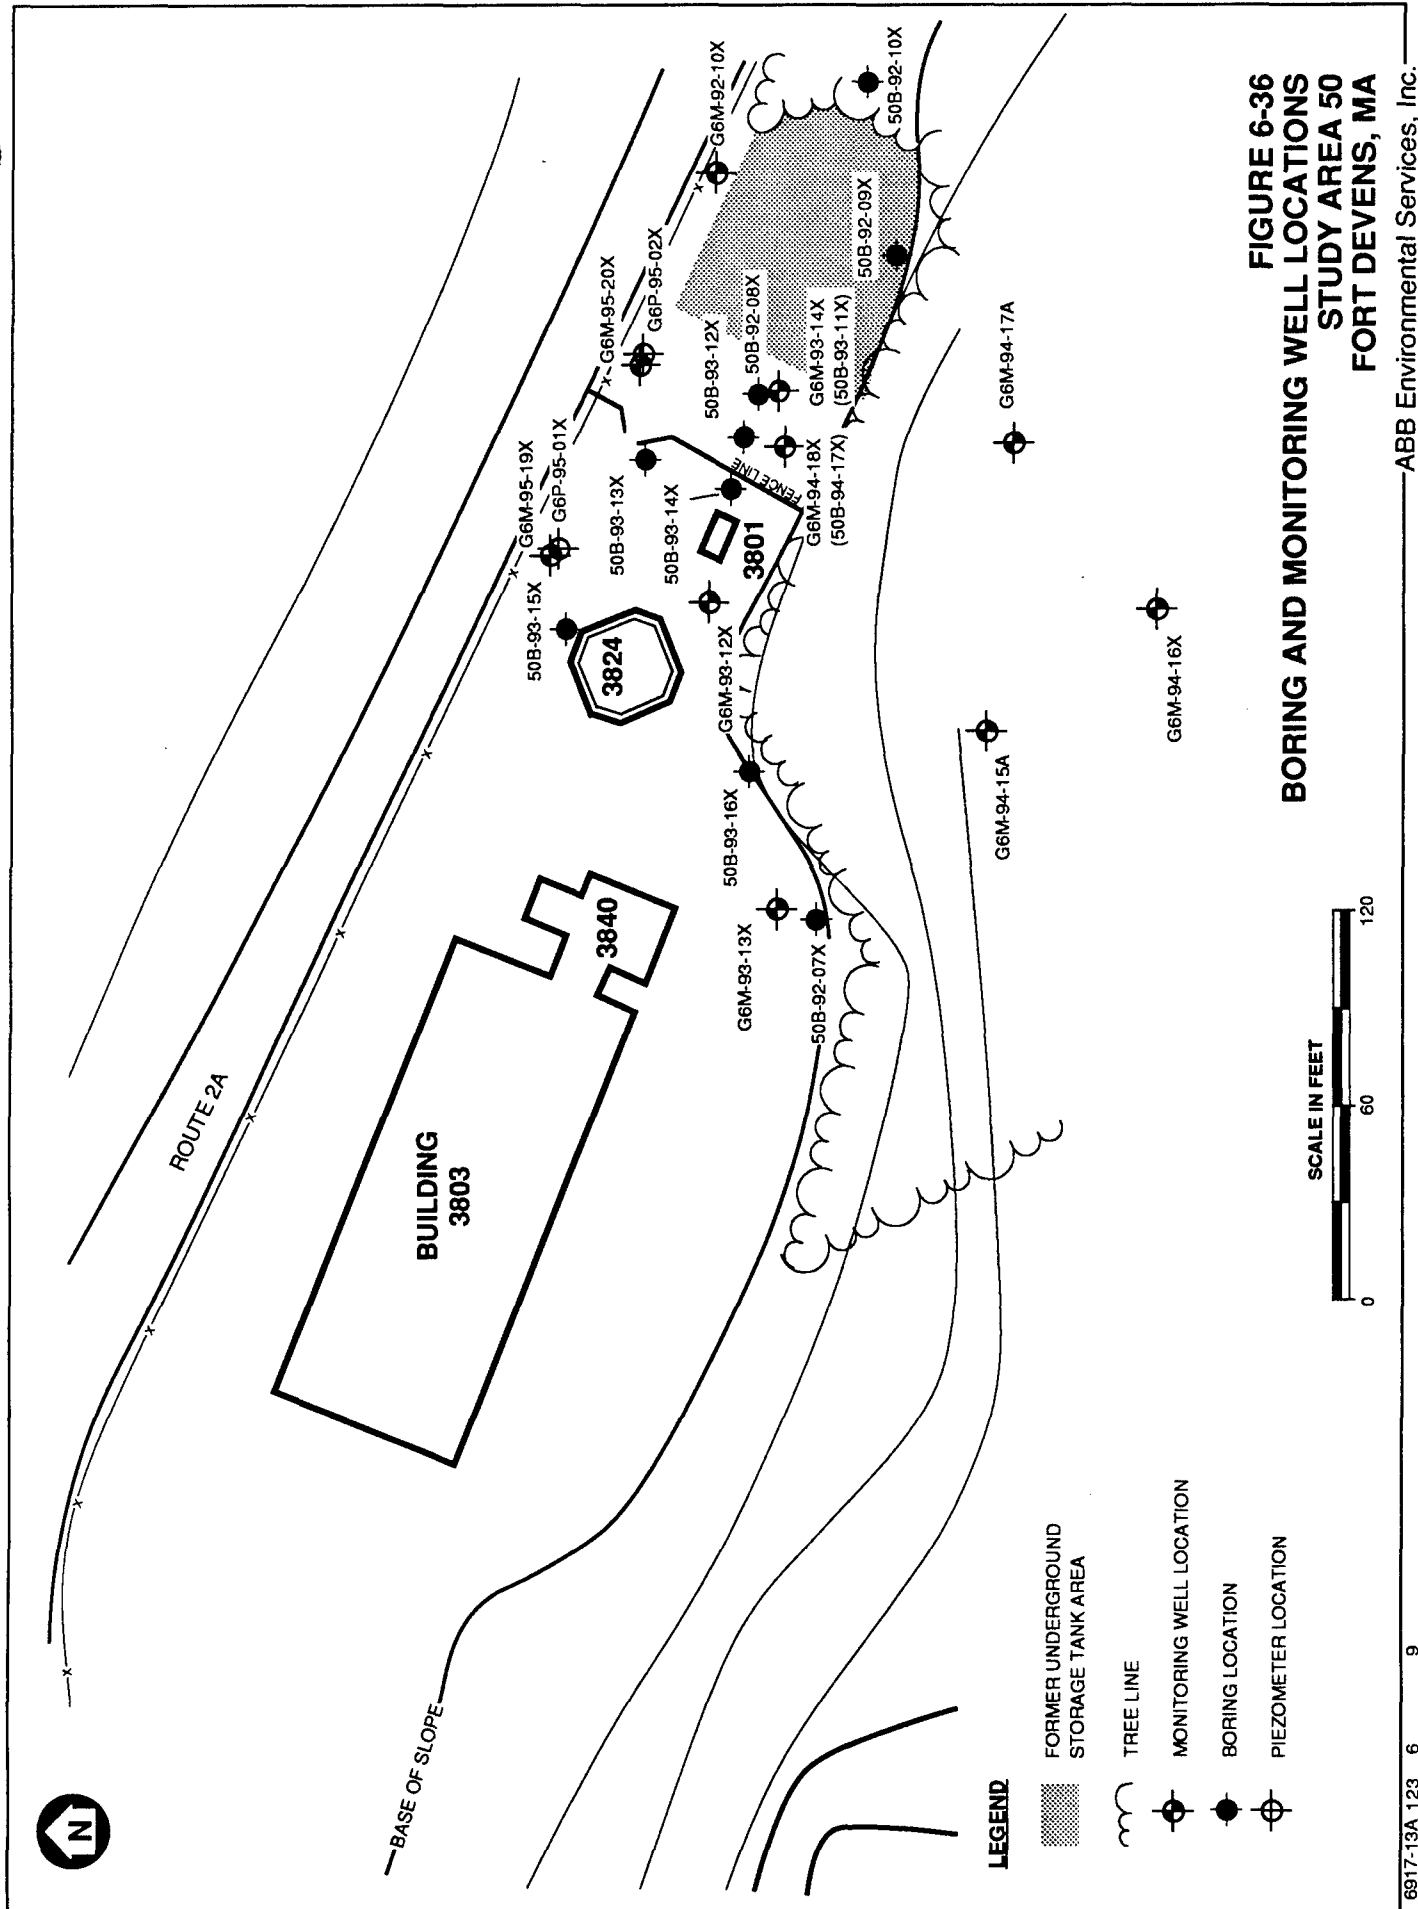 N
ROUTE 2A
BUILDING
3803
3840
3824
3801
BASE OF SLOPE
FENCE LINE
G6M-93-13X
50B-92-07X
50B-93-16X
G6M-93-12X
50B-93-15X
G6M-95-19X
G6P-95-01X
50B-93-13X
50B-93-14X
G6M-95-20X
G6P-95-02X
50B-93-12X
50B-92-08X
G6M-93-14X
(50B-93-11X)
G6M-94-18X
(50B-94-17X)
G6M-92-10X
50B-92-09X
50B-92-10X
G6M-94-15A
G6M-94-16X
G6M-94-17A
LEGEND
FORMER UNDERGROUND
STORAGE TANK AREA
TREE LINE
MONITORING WELL LOCATION
BORING LOCATION
PIEZOMETER LOCATION
SCALE IN FEET
0 60 120
FIGURE 6-36
BORING AND MONITORING WELL LOCATIONS
STUDY AREA 50
FORT DEVENS, MA
ABB Environmental Services, Inc.
6917-13A 123 6 9